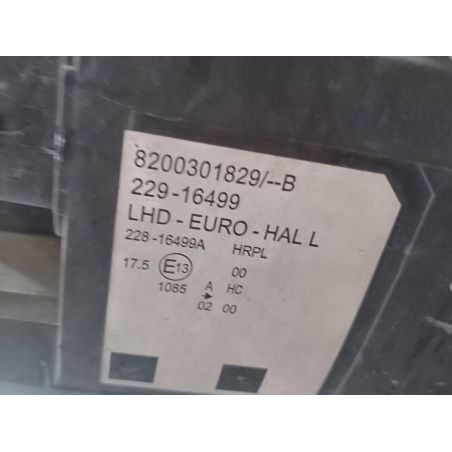 8200301829/--B
229-16499
LHD - EURO - HAL L
228-16499A HRPL
17.5 E13 00
1085 A HC
➔
02 00